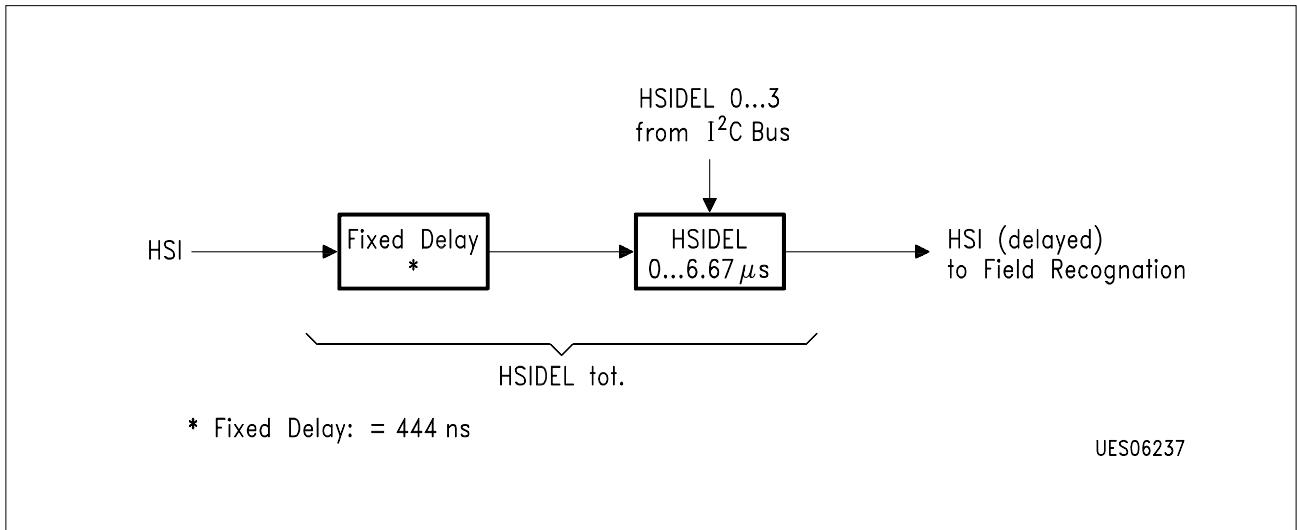 HSIDEL 0...3
from I²C Bus
HSI
Fixed Delay
*
HSIDEL
0...6.67 μs
HSI (delayed)
to Field Recognation
HSIDEL tot.
* Fixed Delay: = 444 ns
UES06237